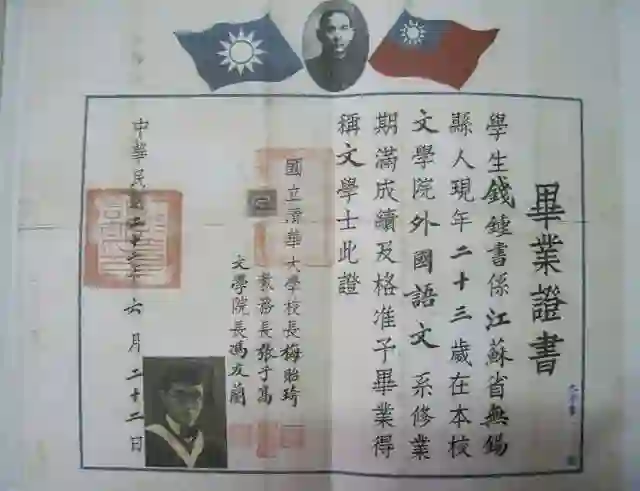 畢業證書
學生錢鍾書係江蘇省無錫
縣人現年二十三歲在本校
文學院外國語文系修業
期滿成績及格准予畢業得
稱文學士此證
國立清華大學校長梅貽琦
教務長張子高
文學院長馮友蘭
中華民國二十二年六月二十二日